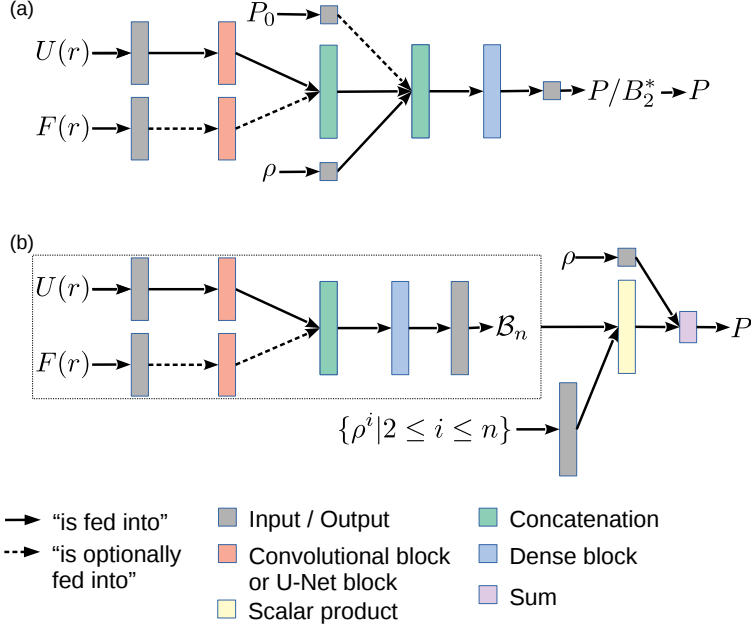 (a)
P₀
U(r)
F(r)
P/B₂* → P
ρ
(b)
ρ
U(r)
ℬₙ
P
F(r)
{ρⁱ|2 ≤ i ≤ n}
“is fed into”
“is optionally
fed into”
Input / Output
Convolutional block
or U-Net block
Scalar product
Concatenation
Dense block
Sum